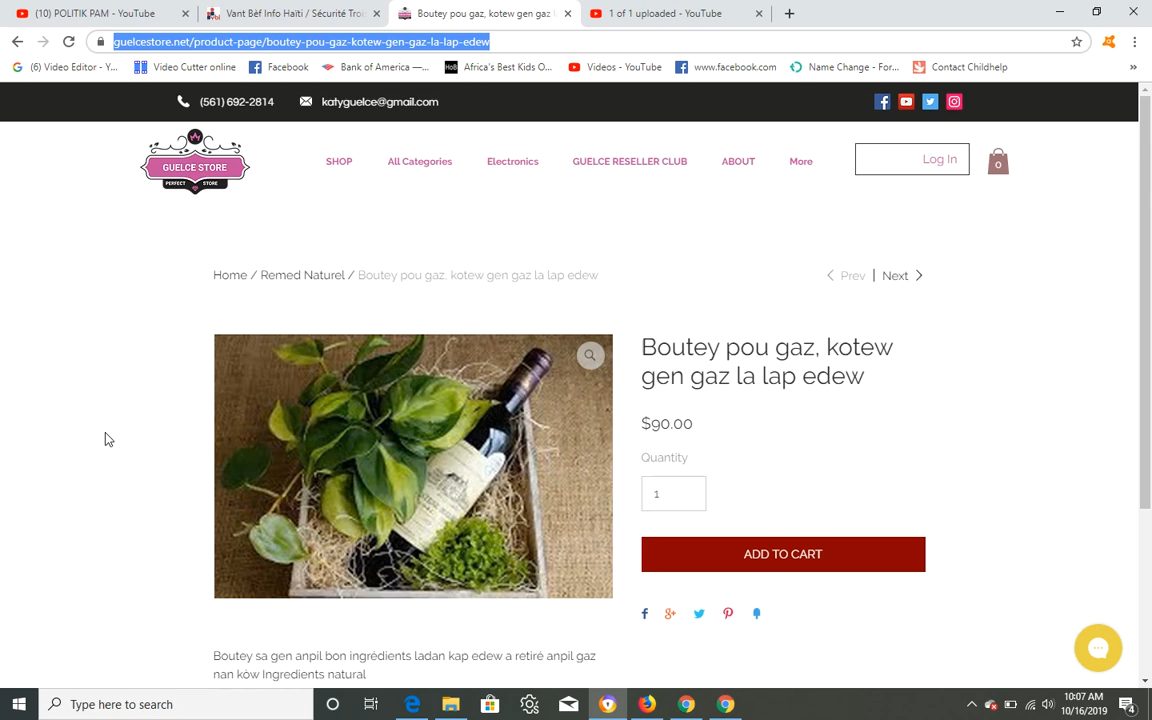 (10) POLITIK PAM - YouTube
Vant Bèf Info Haïti / Sécurité Troi
Boutey pou gaz, kotew gen gaz l
1 of 1 uploaded - YouTube
guelcestore.net/product-page/boutey-pou-gaz-kotew-gen-gaz-la-lap-edew
(6) Video Editor - Y...
Video Cutter online
Facebook
Bank of America —...
Africa's Best Kids O...
Videos - YouTube
www.facebook.com
Name Change - For...
Contact Childhelp
(561) 692-2814
katyguelce@gmail.com
GUELCE STORE
PERFECT STORE
SHOP
All Categories
Electronics
GUELCE RESELLER CLUB
ABOUT
More
Log In
0
Home / Remed Naturel / Boutey pou gaz, kotew gen gaz la lap edew
Prev | Next
Boutey pou gaz, kotew
gen gaz la lap edew
$90.00
Quantity
1
ADD TO CART
Boutey sa gen anpil bon ingrédients ladan kap edew a retiré anpil gaz
nan kòw Ingredients natural
Type here to search
10:07 AM
10/16/2019
4